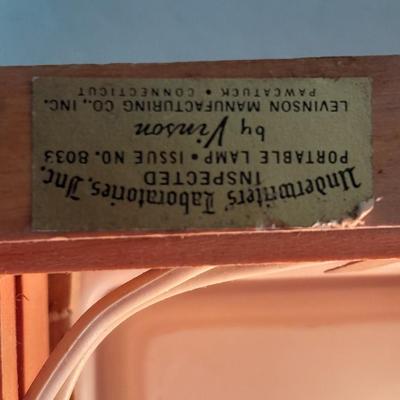 Underwriters' Laboratories, Inc.
INSPECTED
PORTABLE LAMP • ISSUE NO. 8033
by Vinson
LEVINSON MANUFACTURING CO., INC.
PAWCATUCK • CONNECTICUT